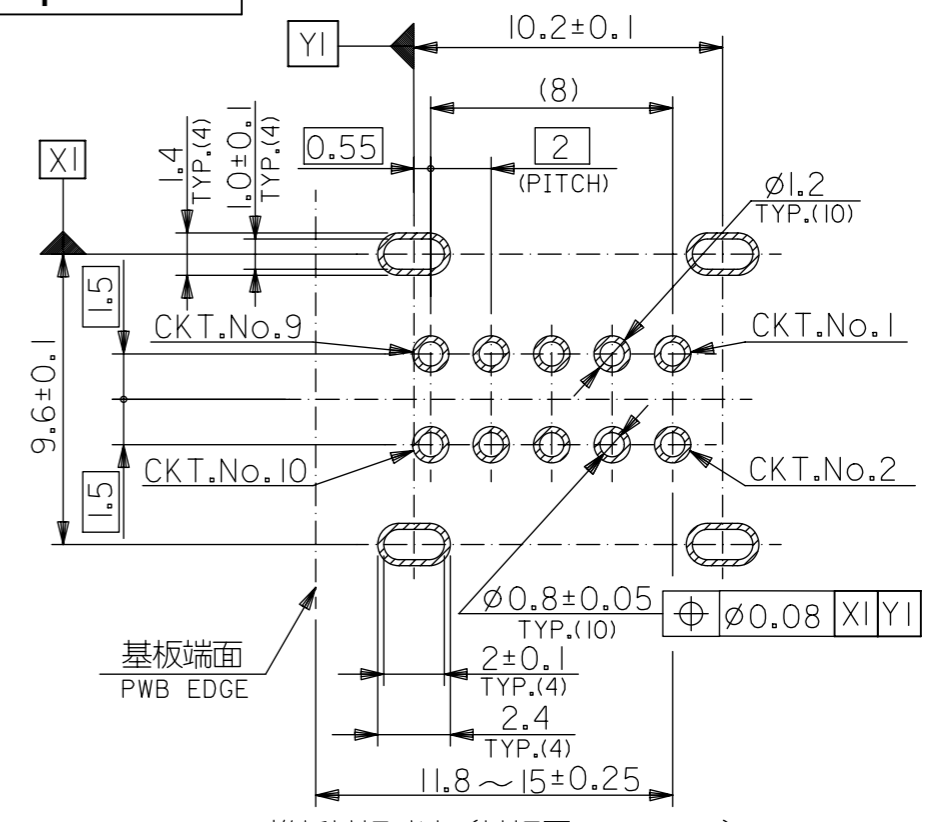 10.2±0.1
Y1
(8)
1.4
TYP.(4)
1.0±0.1
TYP.(4)
0.55
2
(PITCH)
X1
Ø1.2
TYP.(10)
1.5
CKT.No.9
CKT.No.1
9.6±0.1
CKT.No.10
CKT.No.2
1.5
Ø0.8±0.05
TYP.(10)
⌖ Ø0.08 X1 Y1
基板端面
PWB EDGE
2±0.1
TYP.(4)
2.4
TYP.(4)
11.8～15±0.25